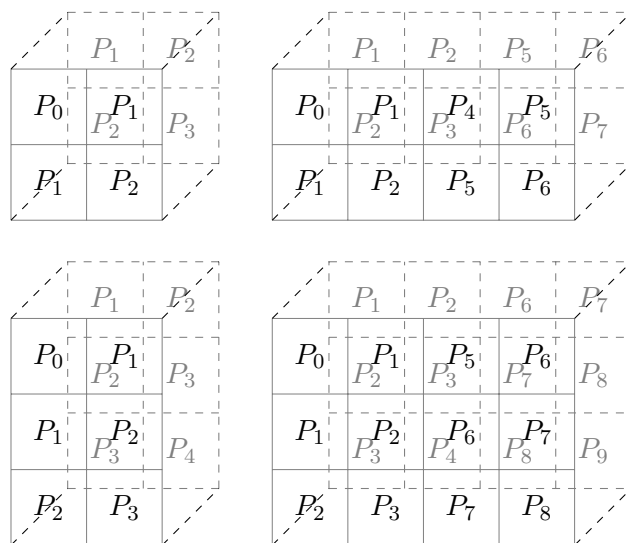 P₁ P₂
P₀ P₁
P₂ P₃
P₁ P₂
P₁ P₂ P₅ P₆
P₀ P₁ P₄ P₅
P₂ P₃ P₆ P₇
P₁ P₂ P₅ P₆
P₁ P₂
P₀ P₁
P₂ P₃
P₁ P₂
P₃ P₄
P₂ P₃
P₁ P₂ P₆ P₇
P₀ P₁ P₅ P₆
P₂ P₃ P₇ P₈
P₁ P₂ P₆ P₇
P₃ P₄ P₈ P₉
P₂ P₃ P₇ P₈